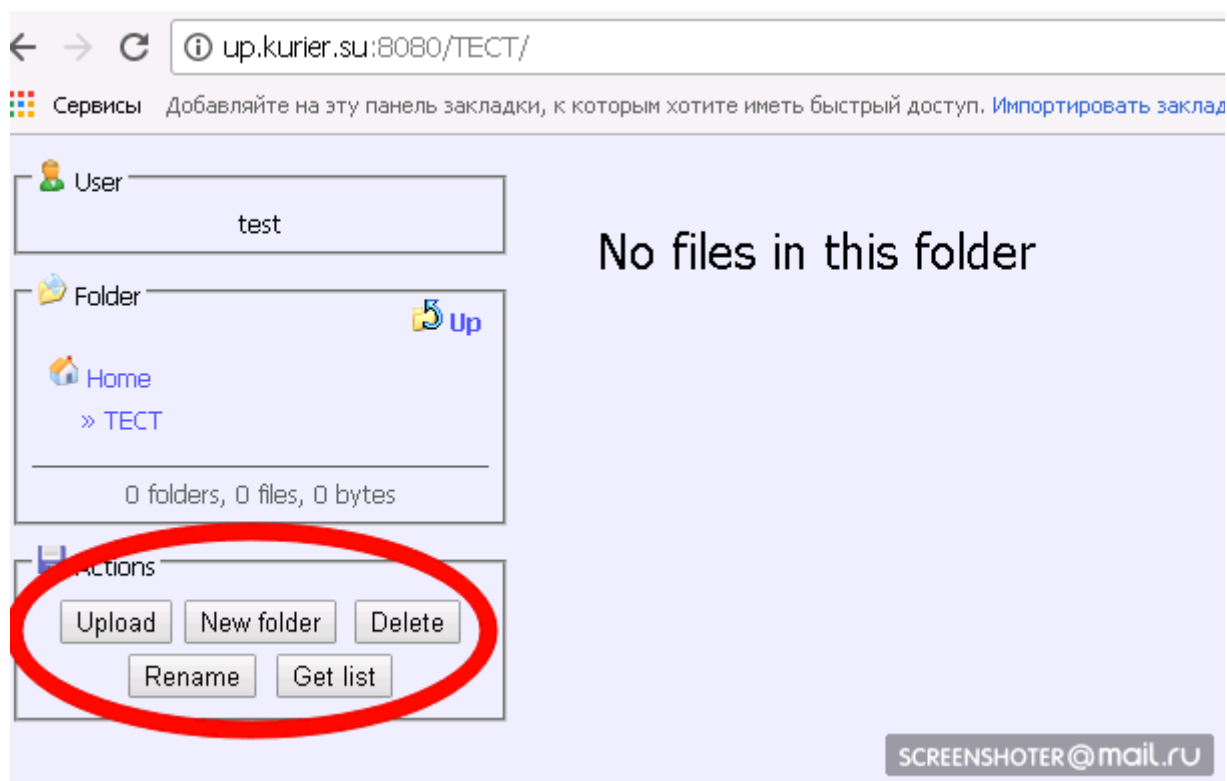 up.kurier.su:8080/ТЕСТ/
Сервисы Добавляйте на эту панель закладки, к которым хотите иметь быстрый доступ. Импортировать заклад
User
test
No files in this folder
Folder
Up
Home
» ТЕСТ
0 folders, 0 files, 0 bytes
Actions
Upload New folder Delete
Rename Get list
SCREENSHOTER@mail.ru